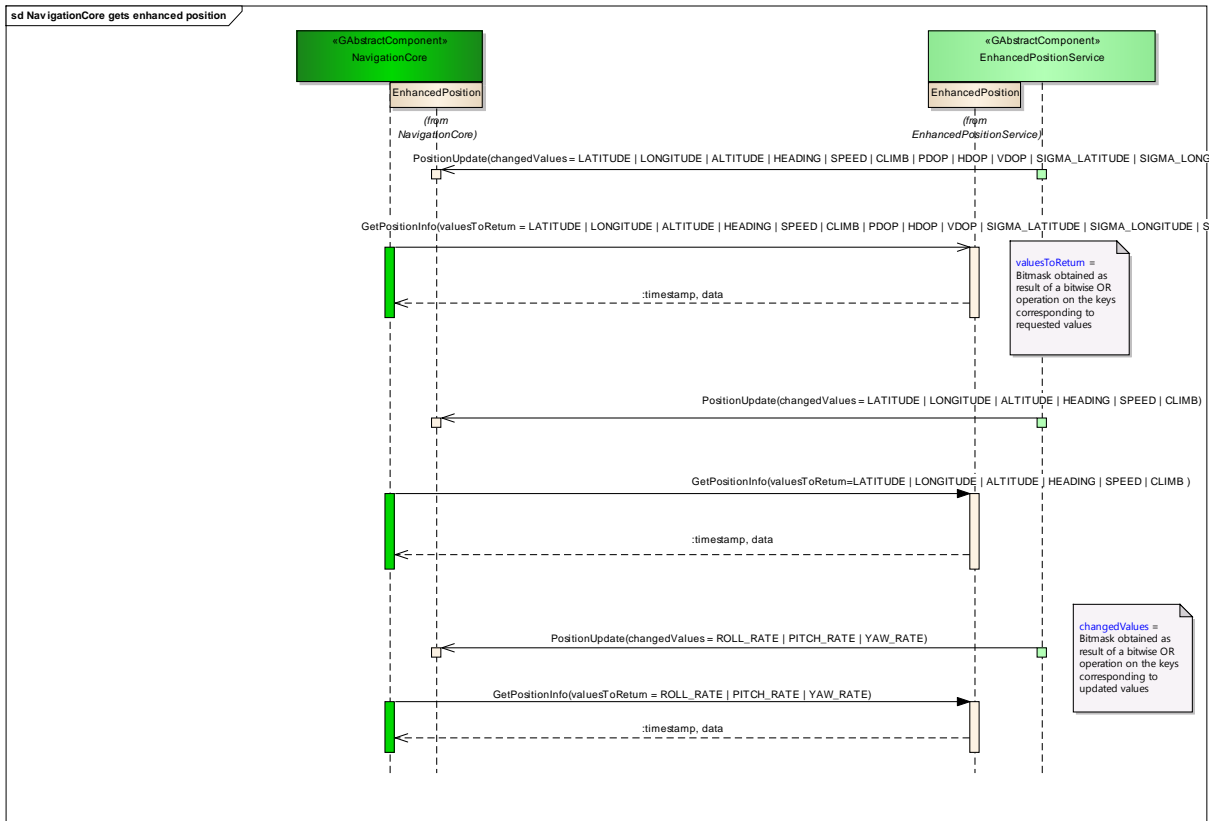 sd NavigationCore gets enhanced position
«GAbstractComponent»
NavigationCore
«GAbstractComponent»
EnhancedPositionService
EnhancedPosition
EnhancedPosition
(from
NavigationCore)
(from
EnhancedPositionService)
PositionUpdate(changedValues = LATITUDE | LONGITUDE | ALTITUDE | HEADING | SPEED | CLIMB | PDOP | HDOP | VDOP | SIGMA_LATITUDE | SIGMA_LONG
GetPositionInfo(valuesToReturn = LATITUDE | LONGITUDE | ALTITUDE | HEADING | SPEED | CLIMB | PDOP | HDOP | VDOP | SIGMA_LATITUDE | SIGMA_LONGITUDE | S
valuesToReturn =
Bitmask obtained as
result of a bitwise OR
operation on the keys
corresponding to
requested values
:timestamp, data
PositionUpdate(changedValues = LATITUDE | LONGITUDE | ALTITUDE | HEADING | SPEED | CLIMB)
GetPositionInfo(valuesToReturn=LATITUDE | LONGITUDE | ALTITUDE | HEADING | SPEED | CLIMB )
:timestamp, data
changedValues =
Bitmask obtained as
result of a bitwise OR
operation on the keys
corresponding to
updated values
PositionUpdate(changedValues = ROLL_RATE | PITCH_RATE | YAW_RATE)
GetPositionInfo(valuesToReturn = ROLL_RATE | PITCH_RATE | YAW_RATE)
:timestamp, data